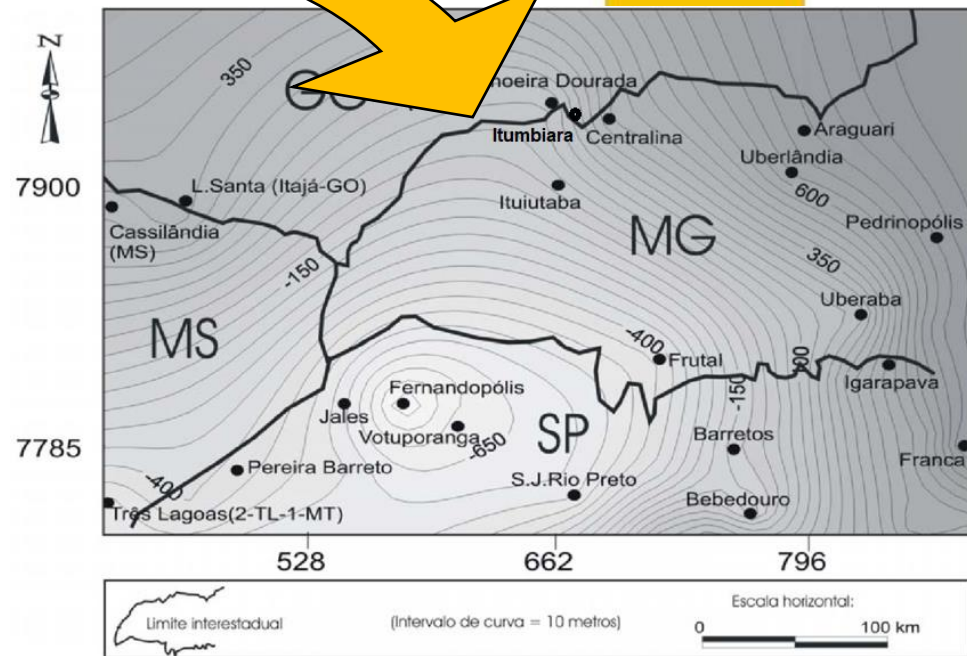 Z
350
GO
noeira Dourada
Itumbiara
Centralina
Araguari
Uberlândia
7900
L.Santa (Itajá-GO)
Ituiutaba
600
Cassilândia
(MS)
MG
Pedrinopólis
-150
350
Uberaba
MS
-400
Frutal
100
Igarapava
-150
Fernandopólis
Jales
Votuporanga
-650
SP
Barretos
7785
Franca
Pereira Barreto
-400
S.J.Rio Preto
Três Lagoas(2-TL-1-MT)
Bebedouro
528
662
796
Limite interestadual
(Intervalo de curva = 10 metros)
Escala horizontal:
0
100 km